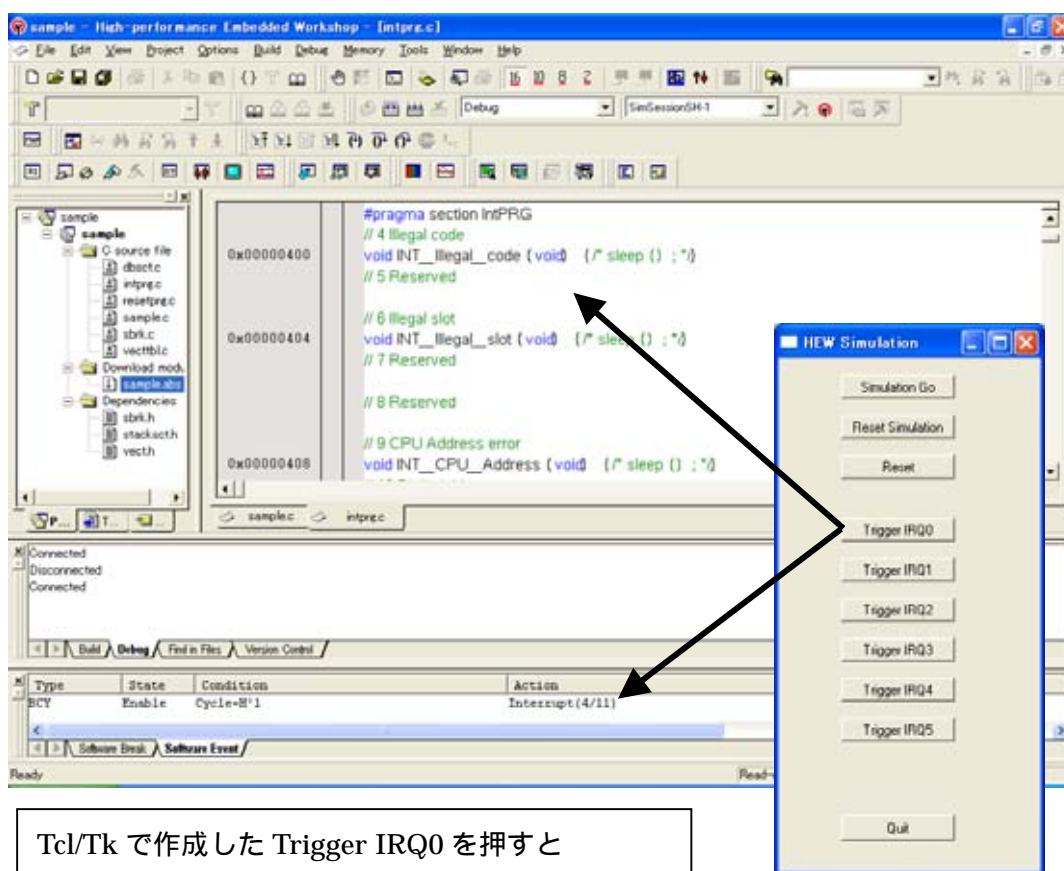 sample - High-performance Embedded Workshop - [intprg.c]
File Edit View Project Options Build Debug Memory Tools Window Help
16 10 8 2
Debug
SimSessionSH-1
sample
sample
C source file
dbsct.c
intprg.c
resetprg.c
sample.c
sbrk.c
vecttbl.c
Download mod
sample.abs
Dependencies
sbrk.h
stacksct.h
vect.h
P... T...
#pragma section IntPRG
// 4 Illegal code
0x00000400 void INT_Illegal_code (void) {/* sleep () ; */}
// 5 Reserved
// 6 Illegal slot
0x00000404 void INT_Illegal_slot (void) {/* sleep () ; */}
// 7 Reserved
// 8 Reserved
// 9 CPU Address error
0x00000408 void INT_CPU_Address (void) {/* sleep () ; */}
sample.c intprg.c
Connected
Disconnected
Connected
Build Debug Find in Files Version Control
Type State Condition Action
BCY Enable Cycle=H'1 Interrupt(4/11)
Software Break Software Event
Ready
Read-
HEW Simulation
Simulation Go
Reset Simulation
Reset
Trigger IRQ0
Trigger IRQ1
Trigger IRQ2
Trigger IRQ3
Trigger IRQ4
Trigger IRQ5
Quit
Tcl/Tk で作成した Trigger IRQ0 を押すと